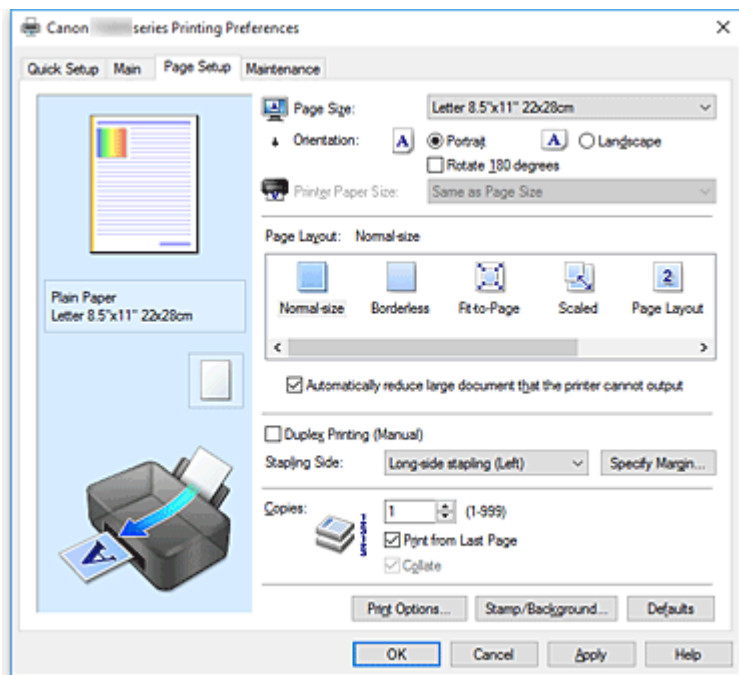 Canon series Printing Preferences
Quick Setup Main Page Setup Maintenance
Page Size: Letter 8.5"x11" 22x28cm
Orientation: A Portrait A Landscape
Rotate 180 degrees
Printer Paper Size: Same as Page Size
Page Layout: Normal-size
2
Normal-size Borderless Fit-to-Page Scaled Page Layout
Plain Paper
Letter 8.5"x11" 22x28cm
Automatically reduce large document that the printer cannot output
Duplex Printing (Manual)
Stapling Side: Long-side stapling (Left) Specify Margin...
Copies: 1 (1-999)
Print from Last Page
Collate
A
Print Options... Stamp/Background... Defaults
OK Cancel Apply Help